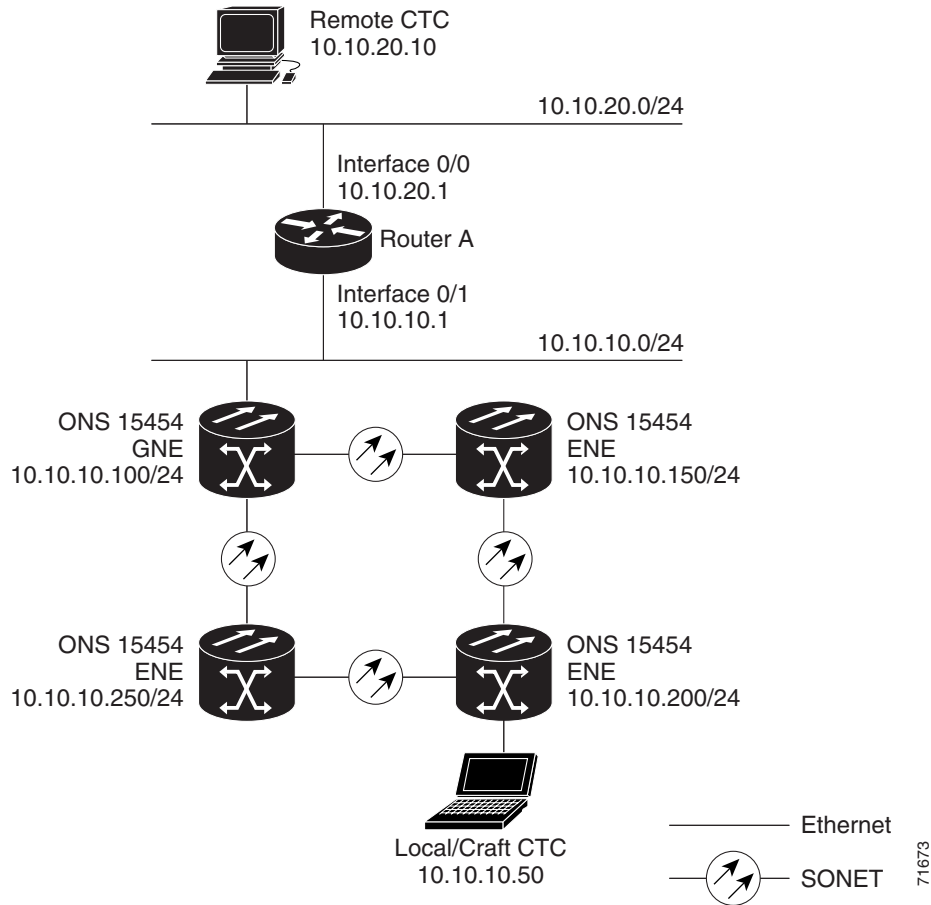 Remote CTC
10.10.20.10
10.10.20.0/24
Interface 0/0
10.10.20.1
Router A
Interface 0/1
10.10.10.1
10.10.10.0/24
ONS 15454
GNE
10.10.10.100/24
ONS 15454
ENE
10.10.10.150/24
ONS 15454
ENE
10.10.10.250/24
ONS 15454
ENE
10.10.10.200/24
Local/Craft CTC
10.10.10.50
Ethernet
SONET
71673